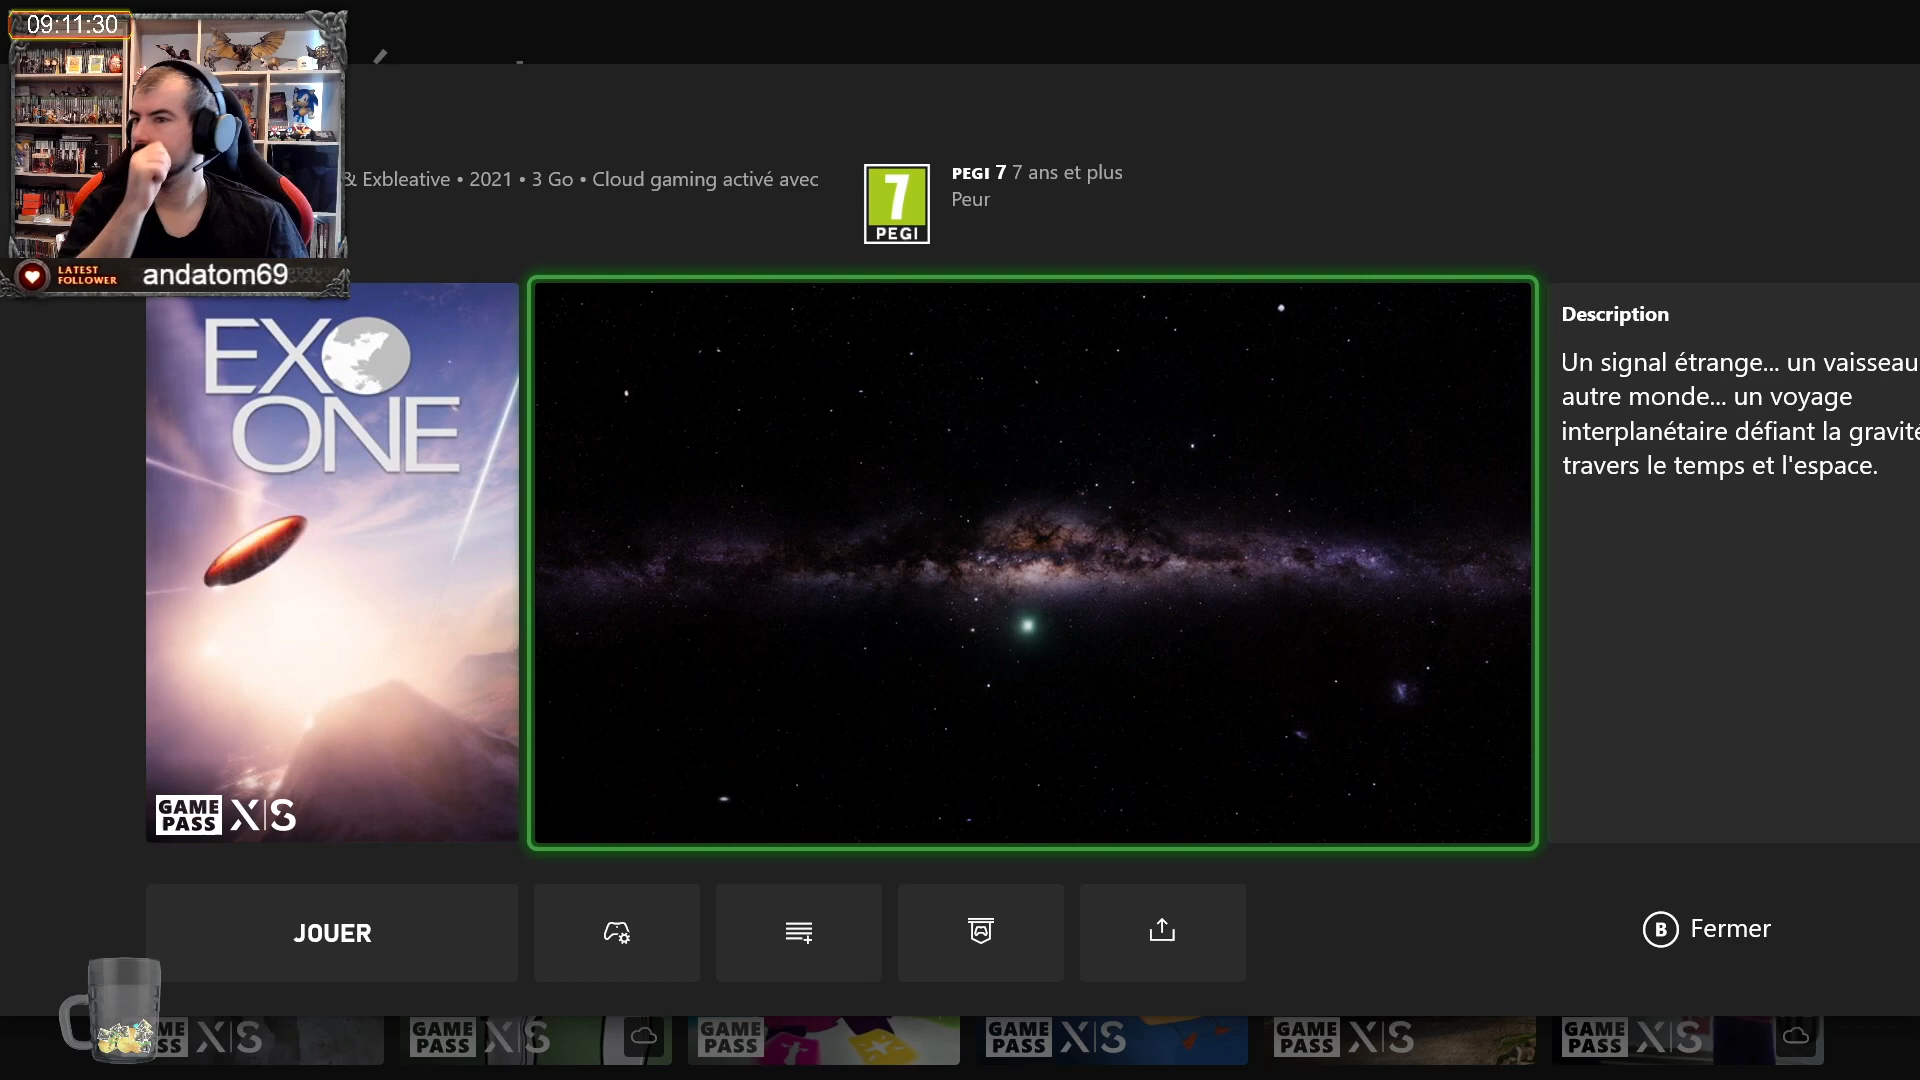 09:11:30
LATEST
FOLLOWER
andatom69
& Exbleative • 2021 • 3 Go • Cloud gaming activé avec
7
PEGI
PEGI 7 7 ans et plus
Peur
EXO
ONE
GAME
PASS
X|S
Description
Un signal étrange... un vaisseau
autre monde... un voyage
interplanétaire défiant la gravité
travers le temps et l'espace.
JOUER
B Fermer
X|S
GAME
PASS
X|S
GAME
PASS
GAME
PASS
X|S
GAME
PASS
X|S
GAME
PASS
X|S